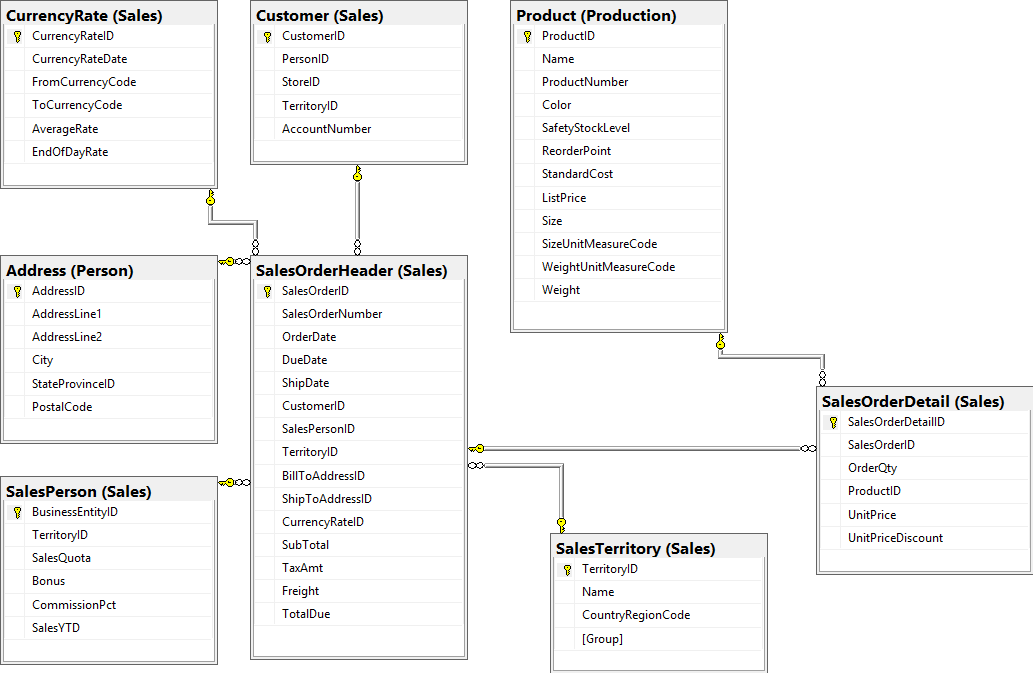 CurrencyRate (Sales)
CurrencyRateID
CurrencyRateDate
FromCurrencyCode
ToCurrencyCode
AverageRate
EndOfDayRate
Customer (Sales)
CustomerID
PersonID
StoreID
TerritoryID
AccountNumber
Product (Production)
ProductID
Name
ProductNumber
Color
SafetyStockLevel
ReorderPoint
StandardCost
ListPrice
Size
SizeUnitMeasureCode
WeightUnitMeasureCode
Weight
Address (Person)
AddressID
AddressLine1
AddressLine2
City
StateProvinceID
PostalCode
SalesOrderHeader (Sales)
SalesOrderID
SalesOrderNumber
OrderDate
DueDate
ShipDate
CustomerID
SalesPersonID
TerritoryID
BillToAddressID
ShipToAddressID
CurrencyRateID
SubTotal
TaxAmt
Freight
TotalDue
SalesOrderDetail (Sales)
SalesOrderDetailID
SalesOrderID
OrderQty
ProductID
UnitPrice
UnitPriceDiscount
SalesPerson (Sales)
BusinessEntityID
TerritoryID
SalesQuota
Bonus
CommissionPct
SalesYTD
SalesTerritory (Sales)
TerritoryID
Name
CountryRegionCode
[Group]